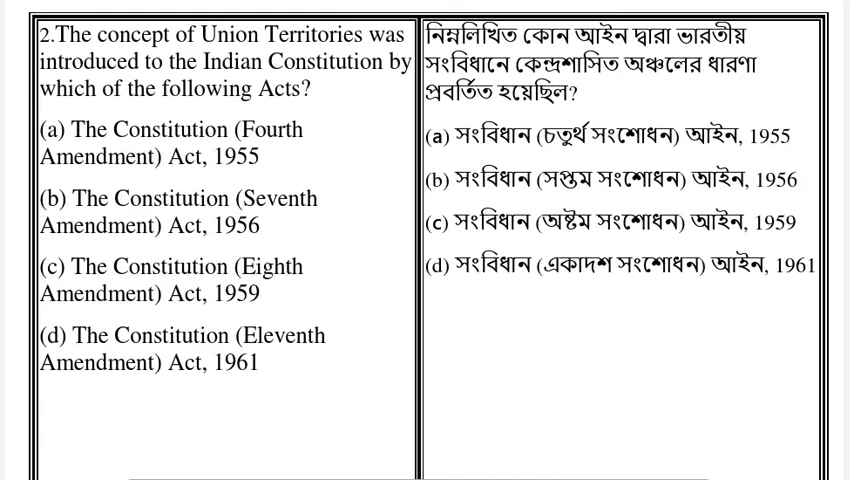 2.The concept of Union Territories was
introduced to the Indian Constitution by
which of the following Acts?
(a) The Constitution (Fourth
Amendment) Act, 1955
(b) The Constitution (Seventh
Amendment) Act, 1956
(c) The Constitution (Eighth
Amendment) Act, 1959
(d) The Constitution (Eleventh
Amendment) Act, 1961
নিম্নলিখিত কোন আইন দ্বারা ভারতীয়
সংবিধানে কেন্দ্রশাসিত অঞ্চলের ধারণা
প্রবর্তিত হয়েছিল?
(a) সংবিধান (চতুর্থ সংশোধন) আইন, 1955
(b) সংবিধান (সপ্তম সংশোধন) আইন, 1956
(c) সংবিধান (অষ্টম সংশোধন) আইন, 1959
(d) সংবিধান (একাদশ সংশোধন) আইন, 1961